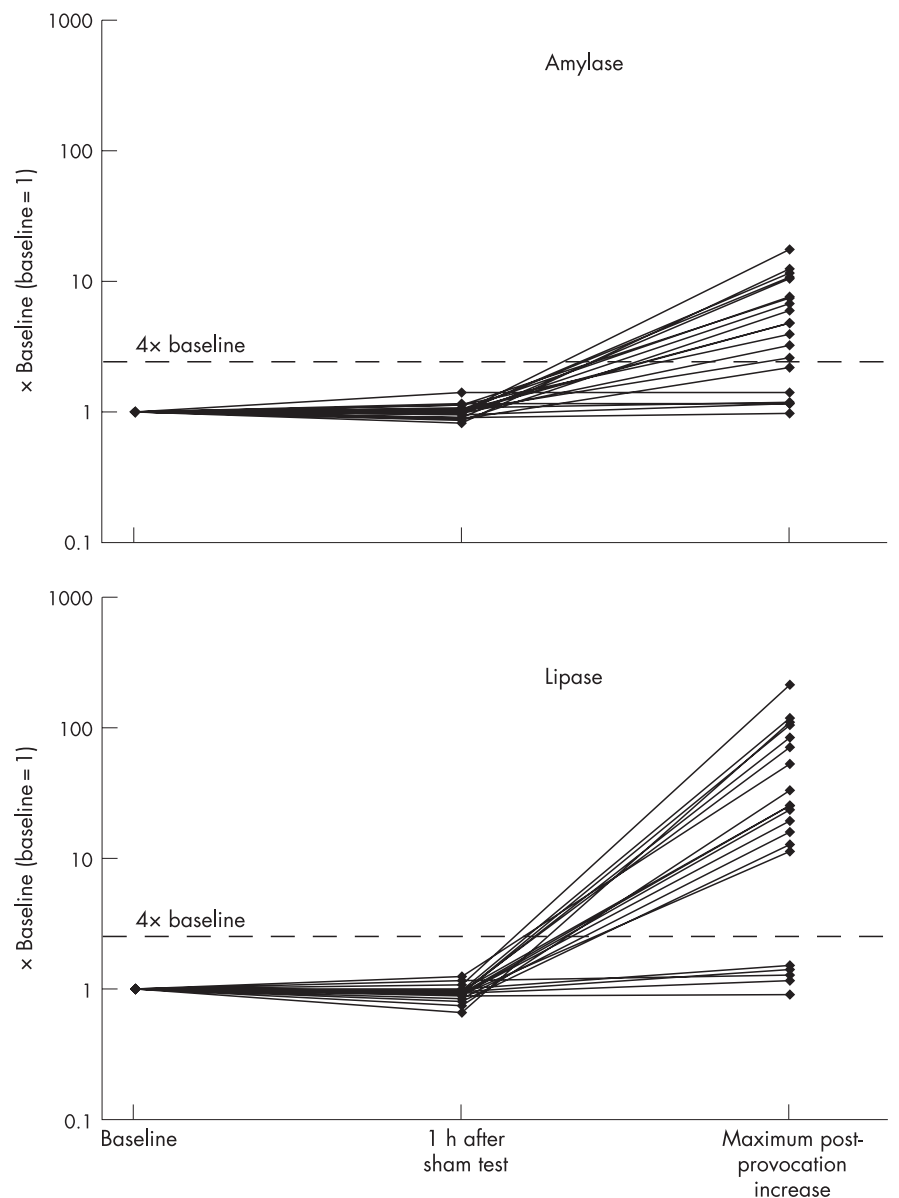 1000
Amylase
100
× Baseline (baseline = 1)
10
4× baseline
1
0.1
1000
Lipase
100
× Baseline (baseline = 1)
10
4× baseline
1
0.1
Baseline
1 h after
sham test
Maximum post-
provocation
increase